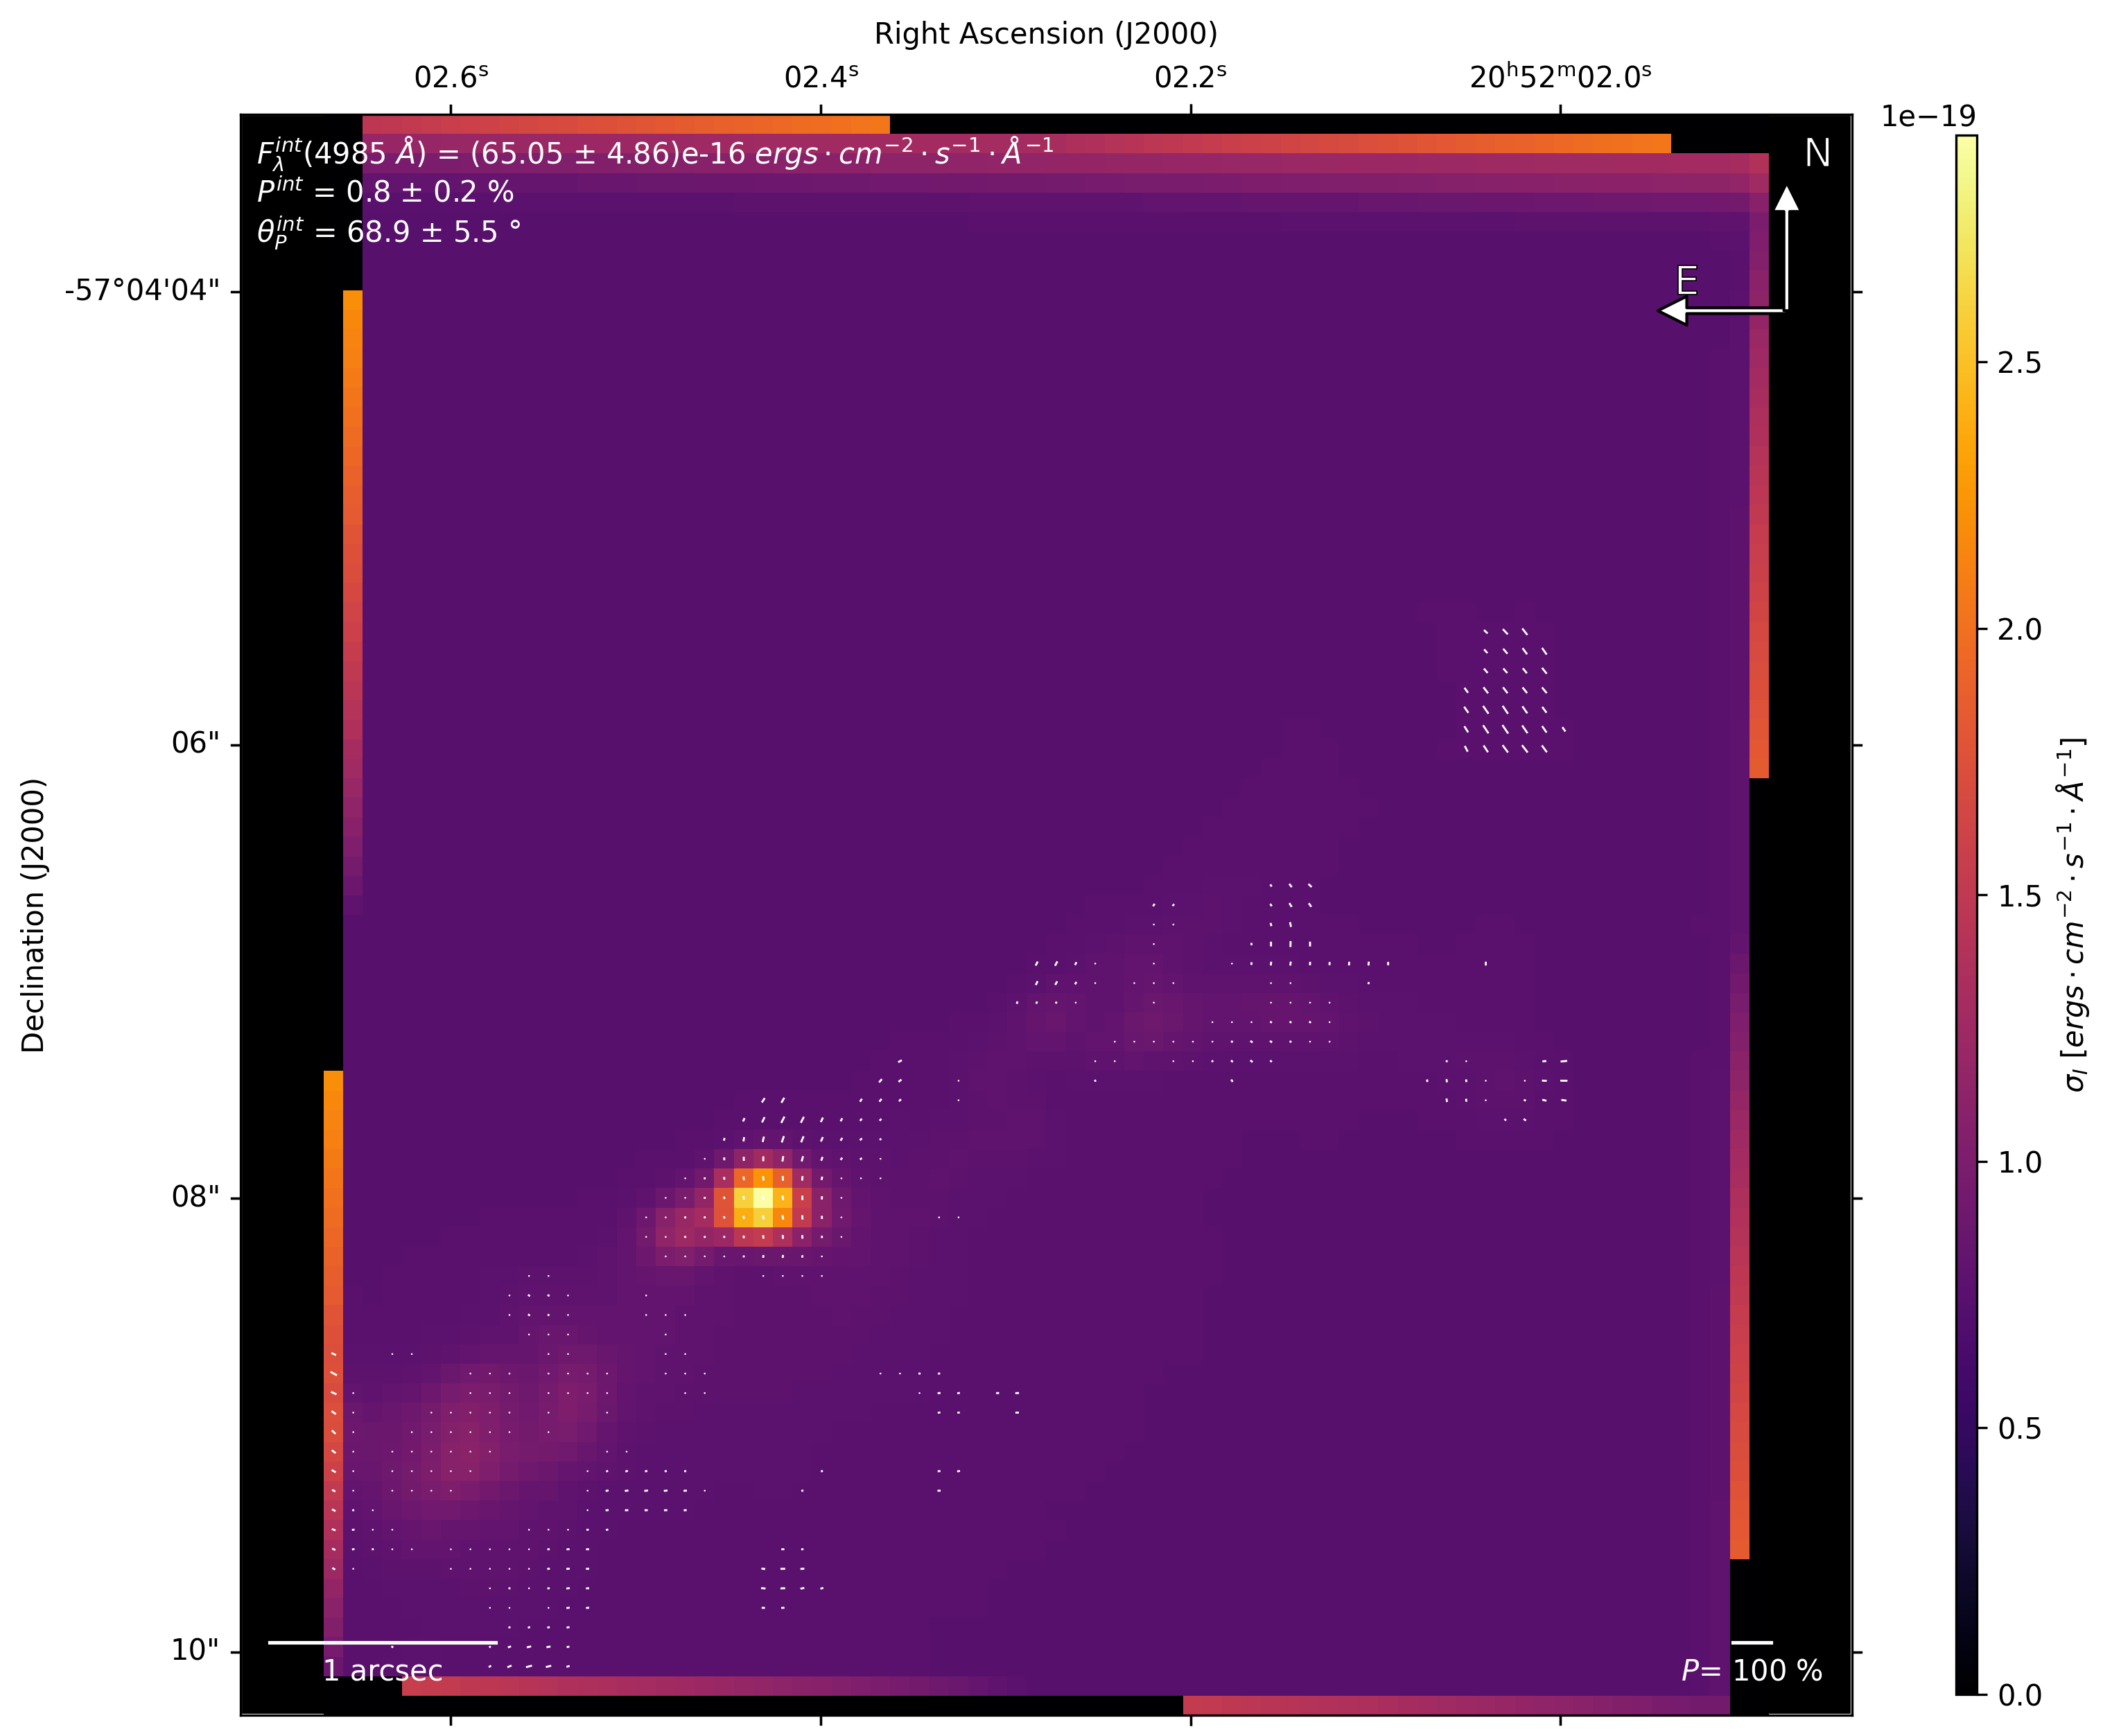 Right Ascension (J2000)
02.6ˢ 02.4ˢ 02.2ˢ 20ʰ52ᵐ02.0ˢ
1e−19
F_λ^int(4985 Å) = (65.05 ± 4.86)e-16 ergs · cm⁻² · s⁻¹ · Å⁻¹
P^int = 0.8 ± 0.2 %
θ_P^int = 68.9 ± 5.5 °
N
E
-57°04'04"
06"
08"
10"
Declination (J2000)
1 arcsec
P= 100 %
2.5
2.0
1.5
1.0
0.5
0.0
σ_I [ergs · cm⁻² · s⁻¹ · Å⁻¹]